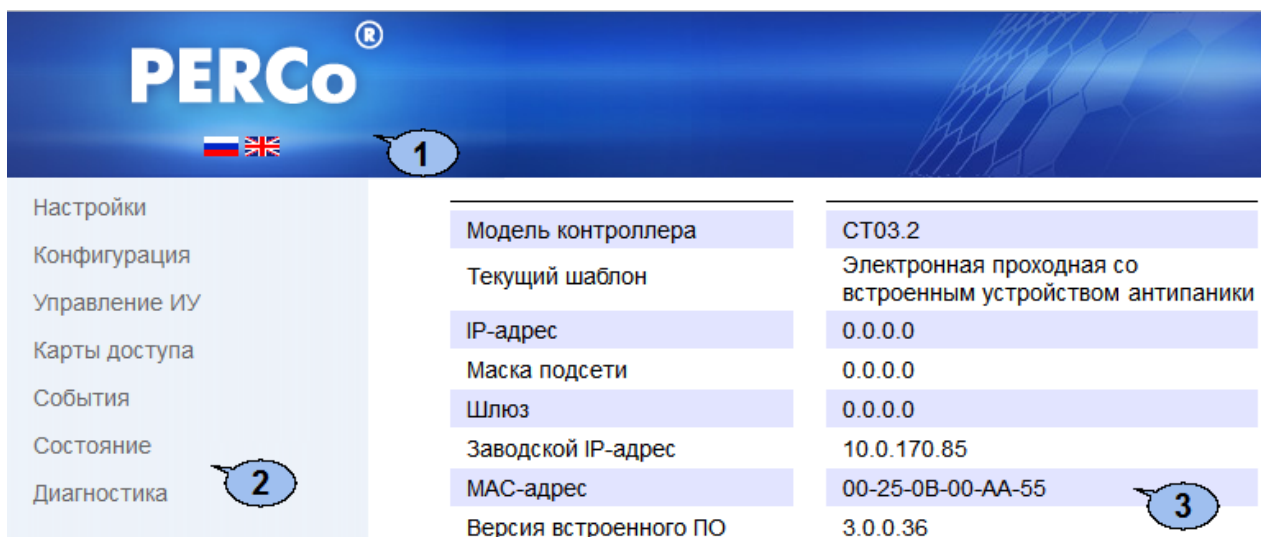 PERCo®
1
Настройки
Конфигурация
Управление ИУ
Карты доступа
События
Состояние
Диагностика
2
Модель контроллера CT03.2
Текущий шаблон Электронная проходная со
встроенным устройством антипаники
IP-адрес 0.0.0.0
Маска подсети 0.0.0.0
Шлюз 0.0.0.0
Заводской IP-адрес 10.0.170.85
MAC-адрес 00-25-0B-00-AA-55
3
Версия встроенного ПО 3.0.0.36